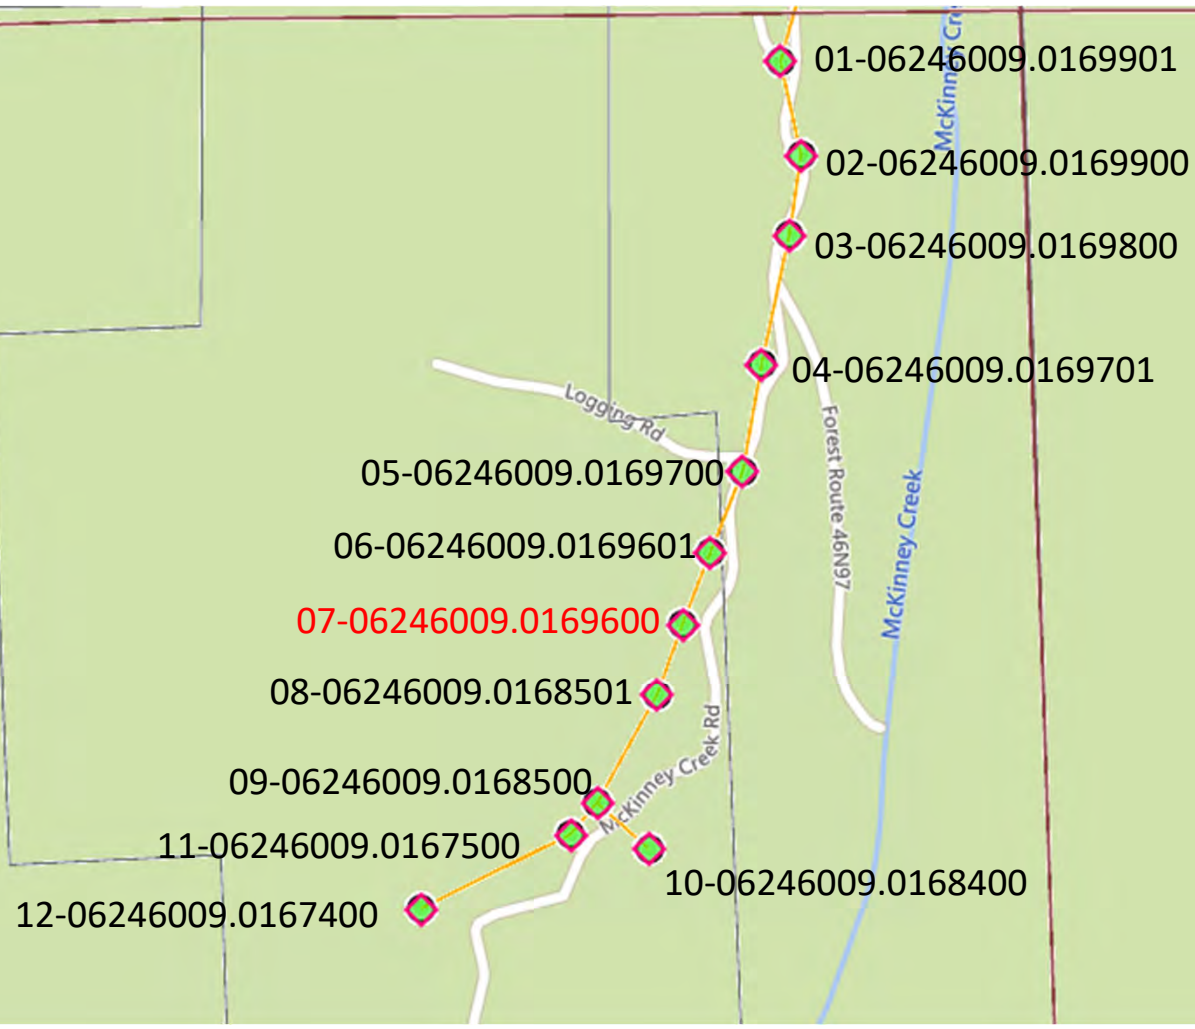 McKinney Cre
01-06246009.0169901
02-06246009.0169900
03-06246009.0169800
04-06246009.0169701
Logging Rd
Forest Route 46N97
05-06246009.0169700
McKinney Creek
06-06246009.0169601
07-06246009.0169600
08-06246009.0168501
McKinney Creek Rd
09-06246009.0168500
11-06246009.0167500
10-06246009.0168400
12-06246009.0167400